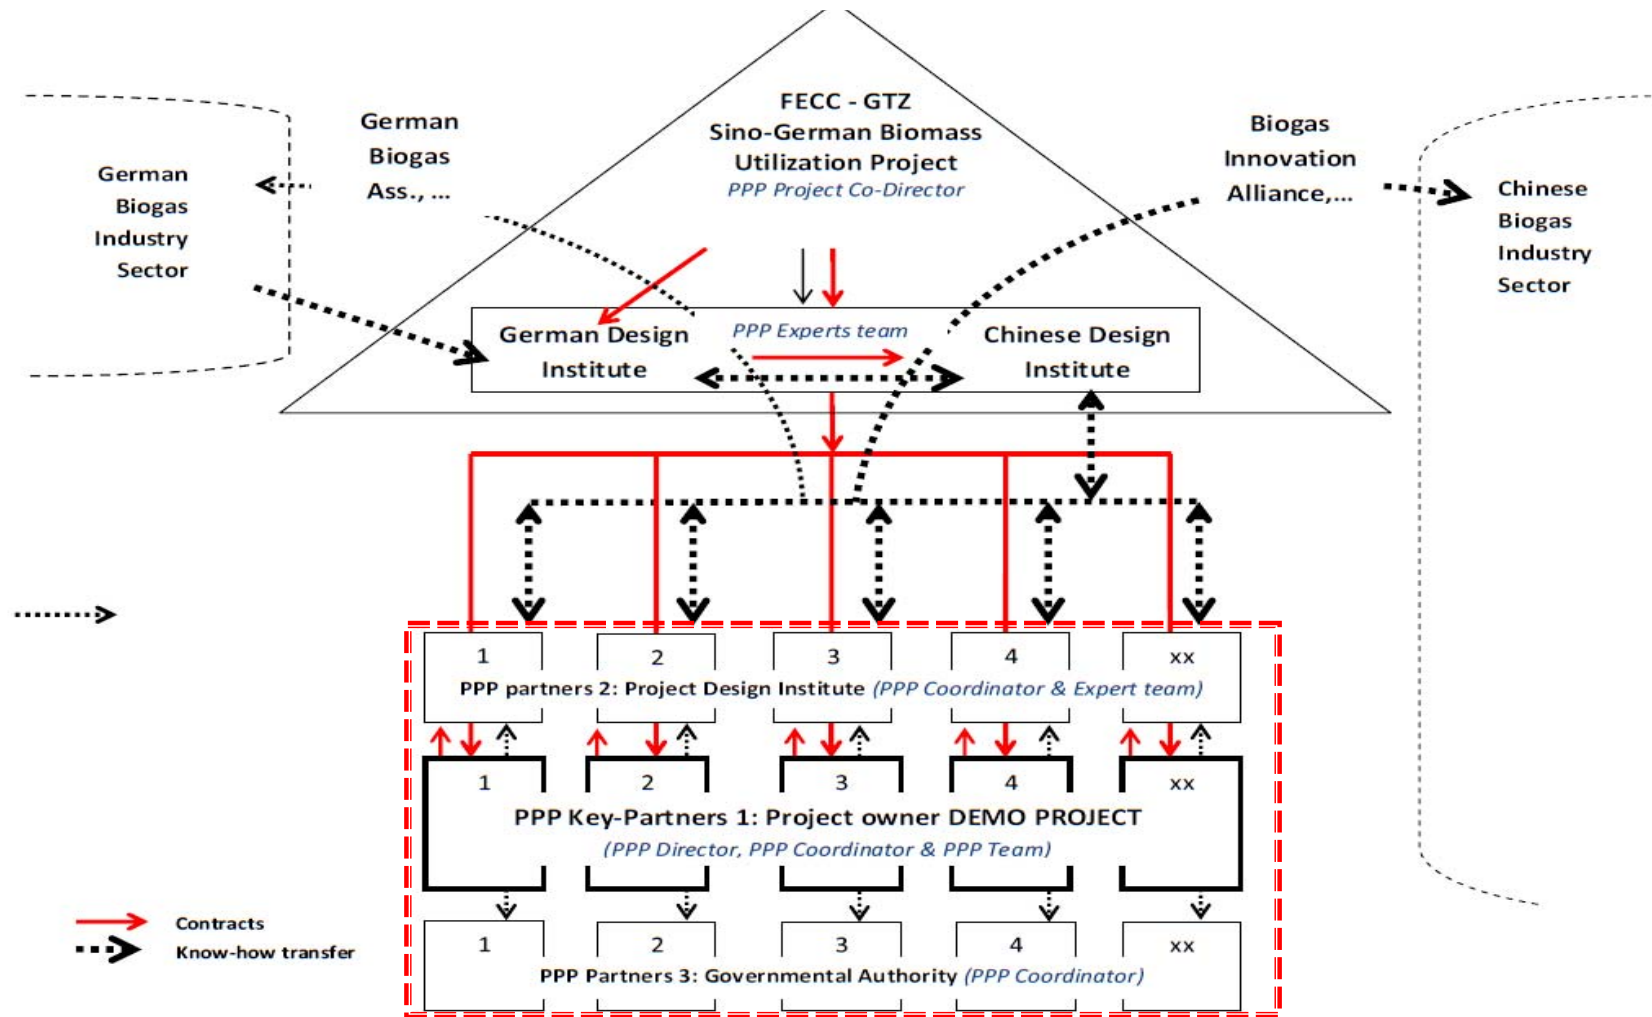 FECC - GTZ
Sino-German Biomass
Utilization Project
PPP Project Co-Director
German
Biogas
Ass., ...
Biogas
Innovation
Alliance,...
German
Biogas
Industry
Sector
Chinese
Biogas
Industry
Sector
German Design
Institute
PPP Experts team
Chinese Design
Institute
1 2 3 4 xx
PPP partners 2: Project Design Institute (PPP Coordinator & Expert team)
1 2 3 4 xx
PPP Key-Partners 1: Project owner DEMO PROJECT
(PPP Director, PPP Coordinator & PPP Team)
1 2 3 4 xx
PPP Partners 3: Governmental Authority (PPP Coordinator)
Contracts
Know-how transfer